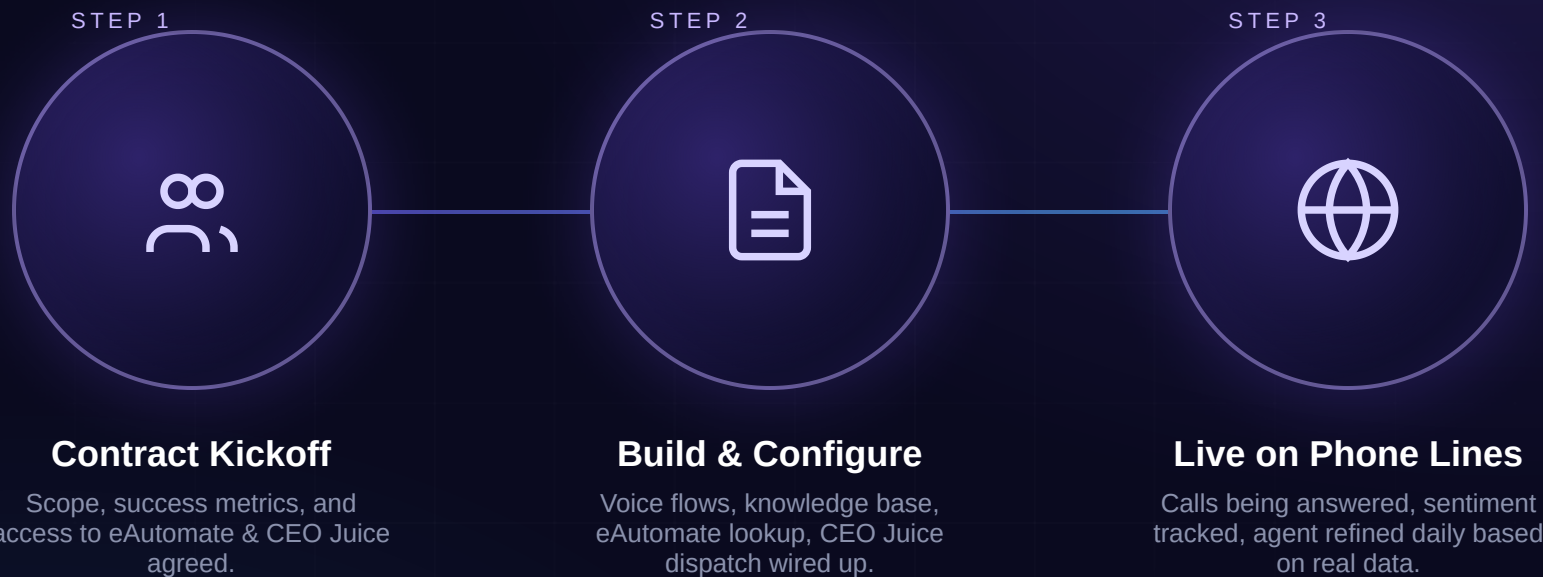 STEP 1
Contract Kickoff
Scope, success metrics, and
access to eAutomate & CEO Juice
agreed.
STEP 2
Build & Configure
Voice flows, knowledge base,
eAutomate lookup, CEO Juice
dispatch wired up.
STEP 3
Live on Phone Lines
Calls being answered, sentiment
tracked, agent refined daily based
on real data.